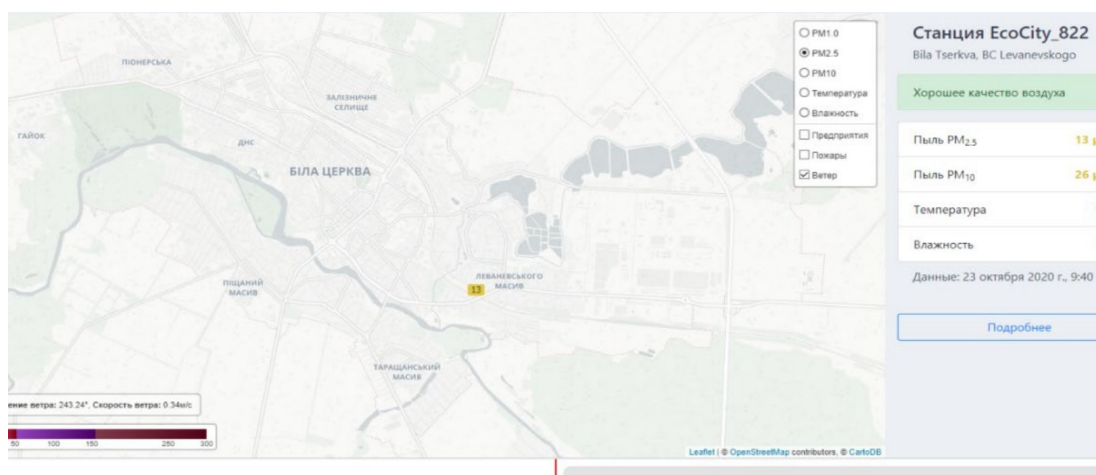 ПІОНЕРСЬКА
ЗАЛІЗНИЧНЕ
СЕЛИЩЕ
ГАЙОК
ДНС
БІЛА ЦЕРКВА
ПІЩАНИЙ
МАСИВ
ЛЕВАНЕВСЬКОГО
МАСИВ
13
ТАРАЩАНСЬКИЙ
МАСИВ
PM1.0
PM2.5
PM10
Температура
Влажность
Предприятия
Пожары
Ветер
ение ветра: 243.24°, Скорость ветра: 0.34м/с
50 100 150 250 300
Leaflet | © OpenStreetMap contributors, © CartoDB
Станция EcoCity_822
Bila Tserkva, BC Levanevskogo
Хорошее качество воздуха
Пыль PM2.5 13
Пыль PM10 26
Температура
Влажность
Данные: 23 октября 2020 г., 9:40
Подробнее